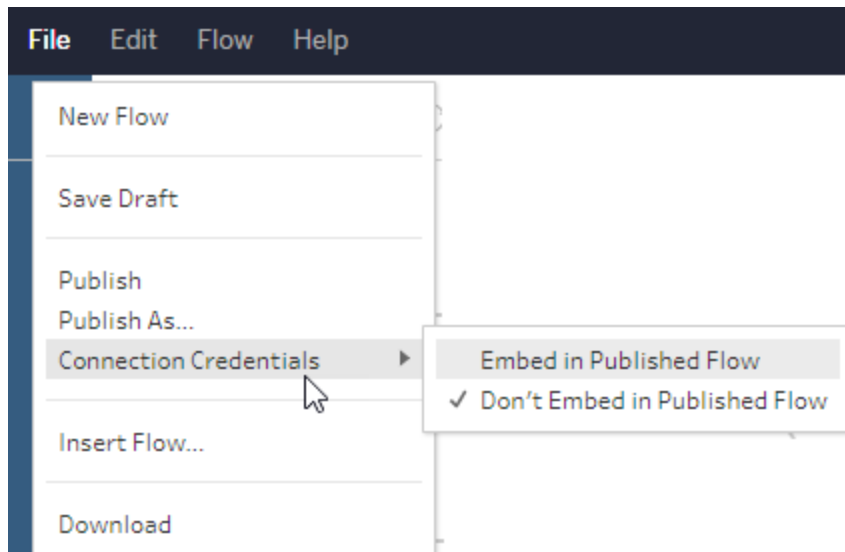 File Edit Flow Help
New Flow
Save Draft
Publish
Publish As...
Connection Credentials
Embed in Published Flow
✓ Don't Embed in Published Flow
Insert Flow...
Download